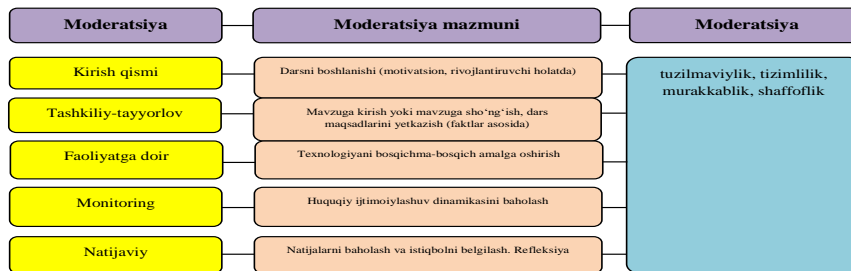 Moderatsiya
Moderatsiya mazmuni
Moderatsiya
Kirish qismi
Darsni boshlanishi (motivatsion, rivojlantiruvchi holatda)
tuzilmaviylik, tizimlilik,
murakkablik, shaffoflik
Tashkiliy-tayyorlov
Mavzuga kirish yoki mavzuga sho‘ng‘ish, dars
maqsadlarini yetkazish (faktlar asosida)
Faoliyatga doir
Texnologiyani bosqichma-bosqich amalga oshirish
Monitoring
Huquqiy ijtimoiylashuv dinamikasini baholash
Natijaviy
Natijalarni baholash va istiqbolni belgilash. Refleksiya